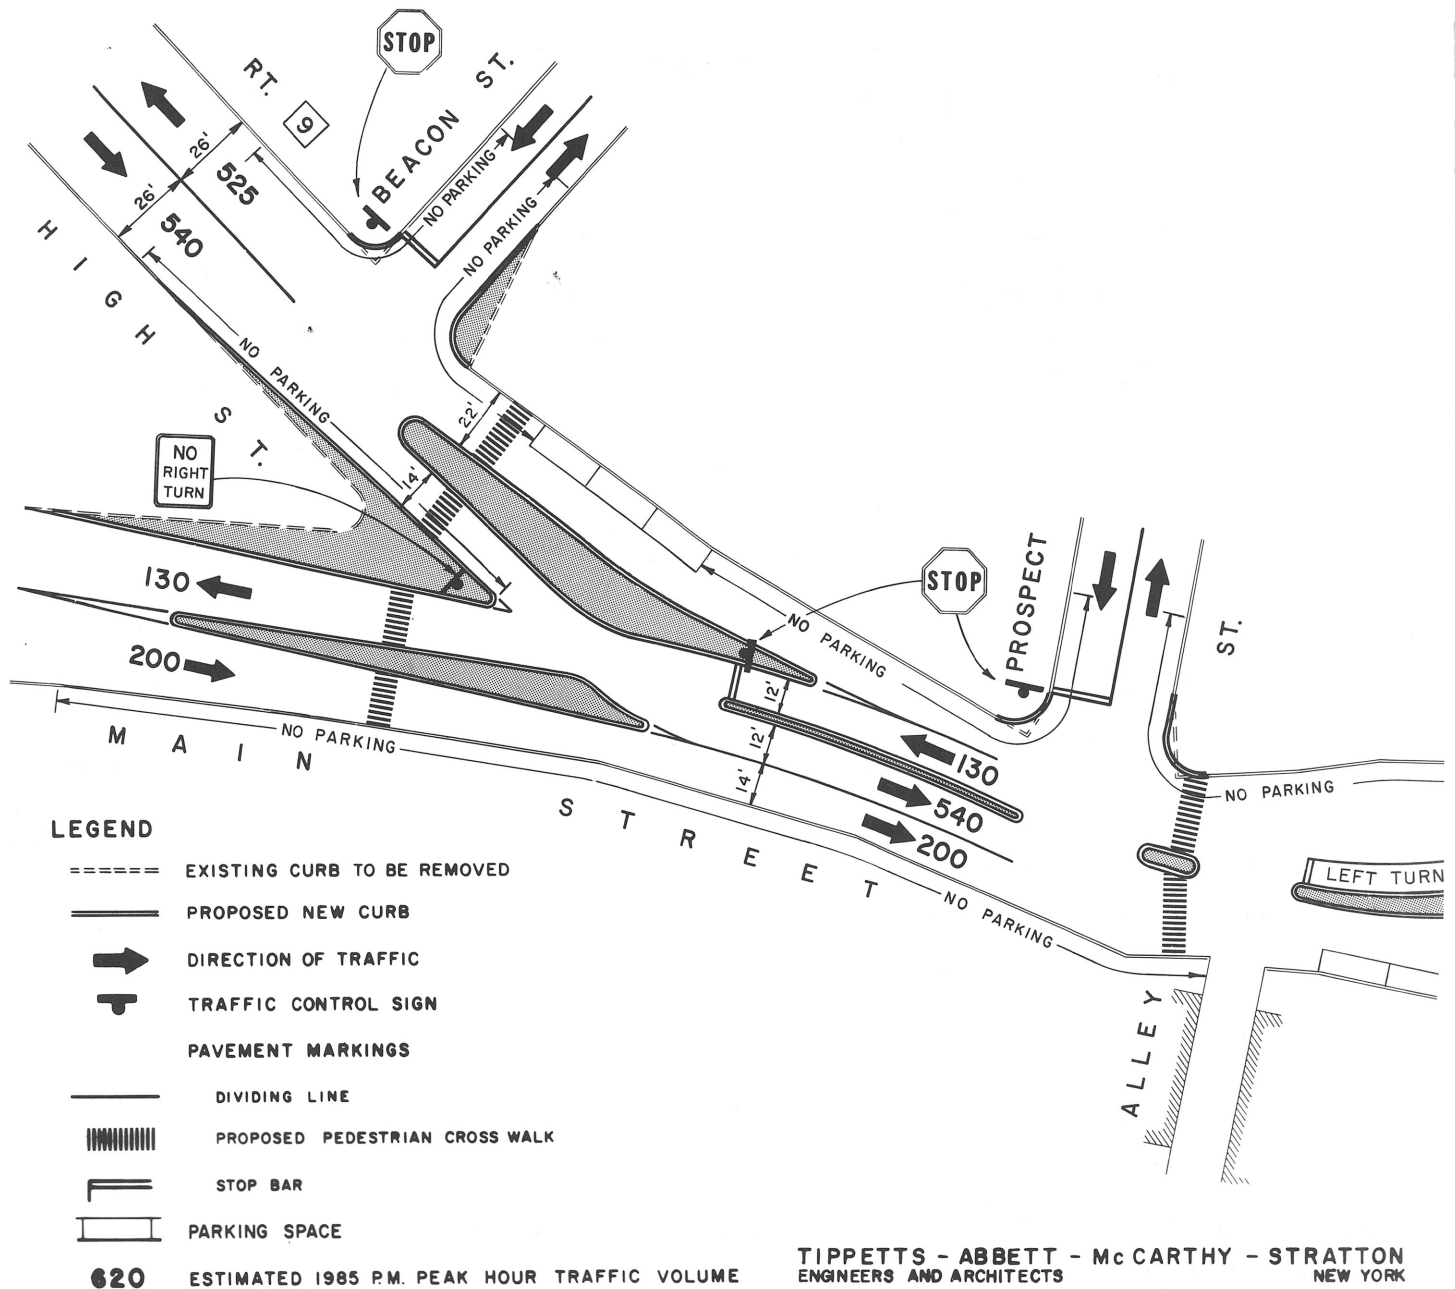 STOP
RT.
9
BEACON ST.
26'
26'
525
540
NO PARKING
NO PARKING
HIGH ST.
NO PARKING
22'
14'
NO
RIGHT
TURN
130
200
NO PARKING
MAIN STREET
STOP
PROSPECT ST.
NO PARKING
12'
12'
14'
130
540
200
NO PARKING
NO PARKING
LEFT TURN
ALLEY
LEGEND
EXISTING CURB TO BE REMOVED
PROPOSED NEW CURB
DIRECTION OF TRAFFIC
TRAFFIC CONTROL SIGN
PAVEMENT MARKINGS
DIVIDING LINE
PROPOSED PEDESTRIAN CROSS WALK
STOP BAR
PARKING SPACE
620 ESTIMATED 1985 P.M. PEAK HOUR TRAFFIC VOLUME
TIPPETTS - ABBETT - McCARTHY - STRATTON
ENGINEERS AND ARCHITECTS NEW YORK